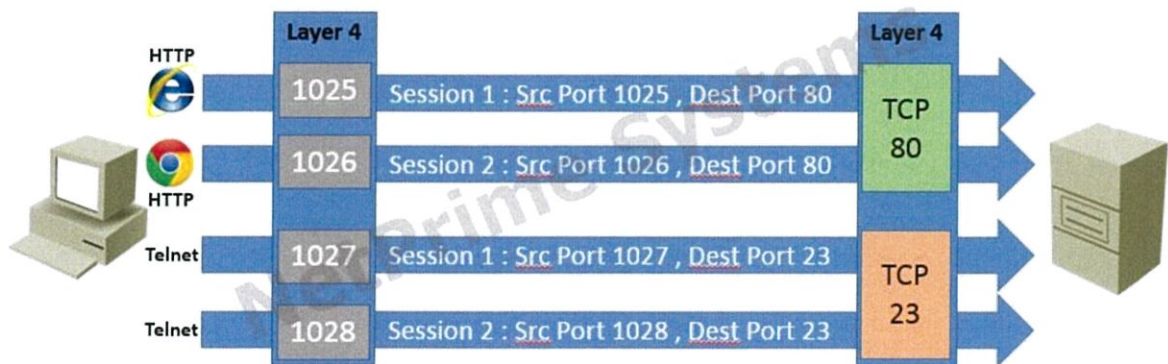 Layer 4
Layer 4
HTTP
1025
Session 1 : Src Port 1025 , Dest Port 80
TCP
80
1026
Session 2 : Src Port 1026 , Dest Port 80
HTTP
Telnet
1027
Session 1 : Src Port 1027 , Dest Port 23
TCP
23
Telnet
1028
Session 2 : Src Port 1028 , Dest Port 23
NetPrime Systems